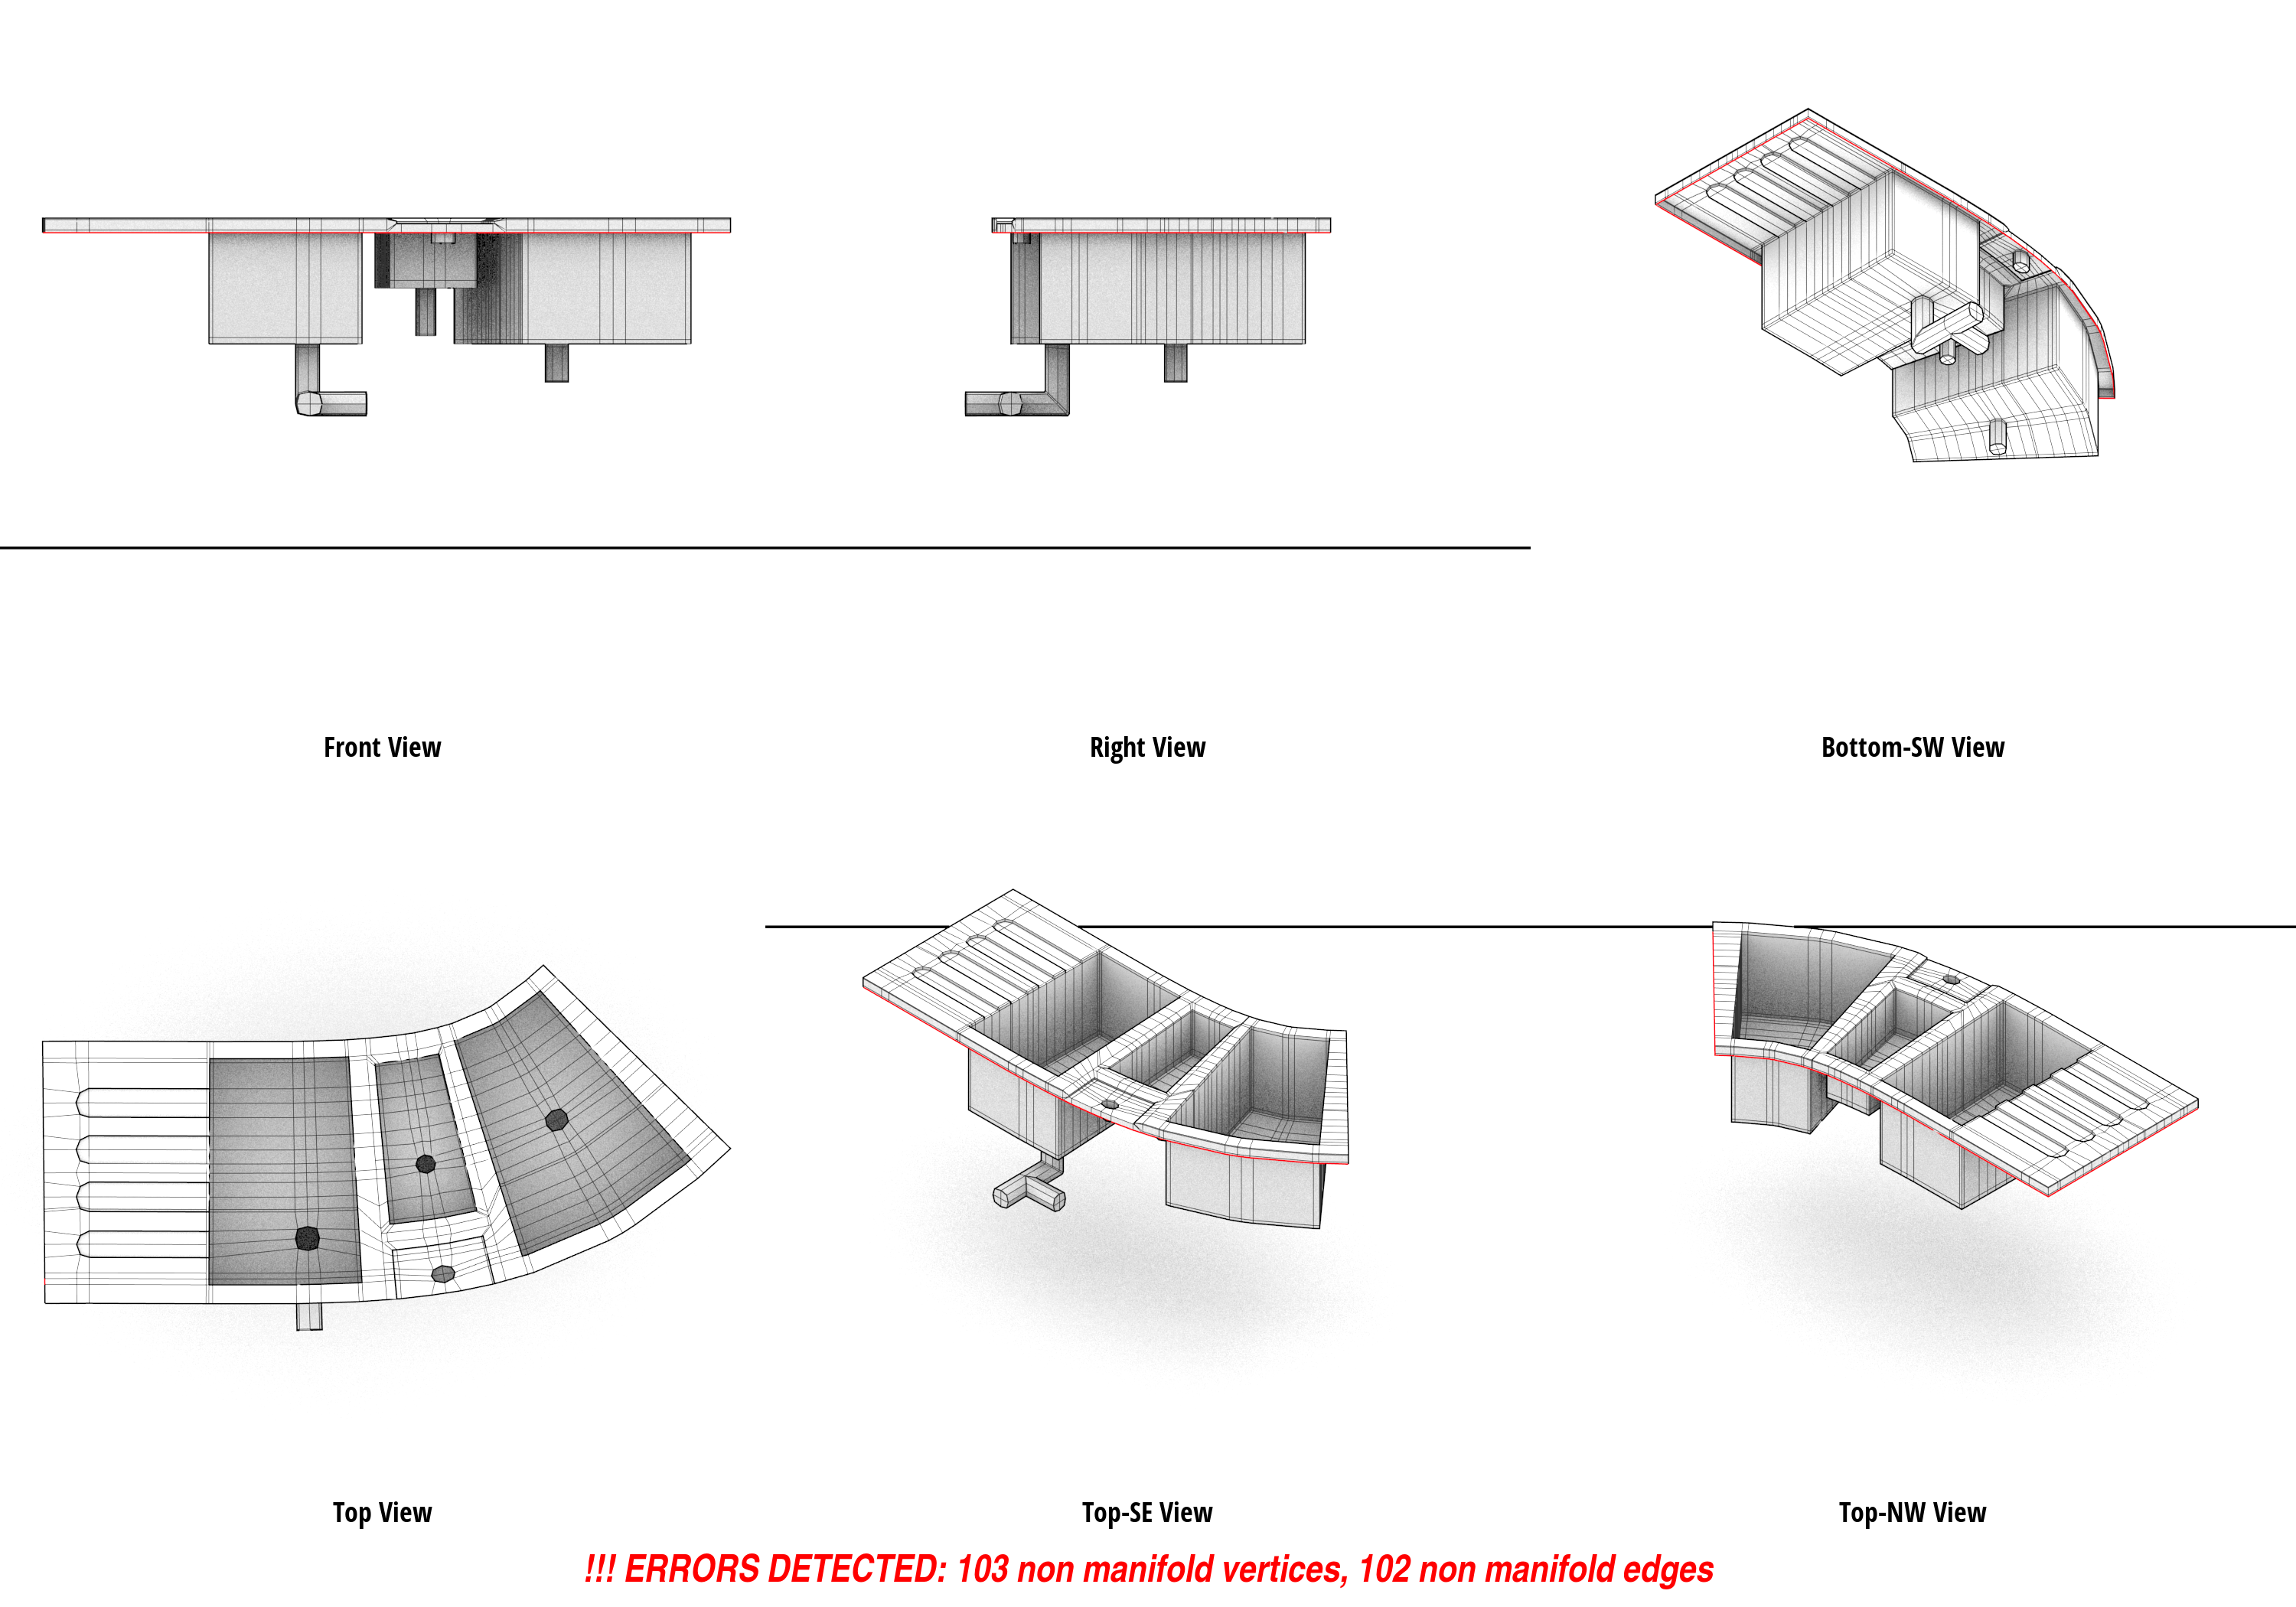 Front View
Right View
Bottom-SW View
Top View
Top-SE View
Top-NW View
!!! ERRORS DETECTED: 103 non manifold vertices, 102 non manifold edges